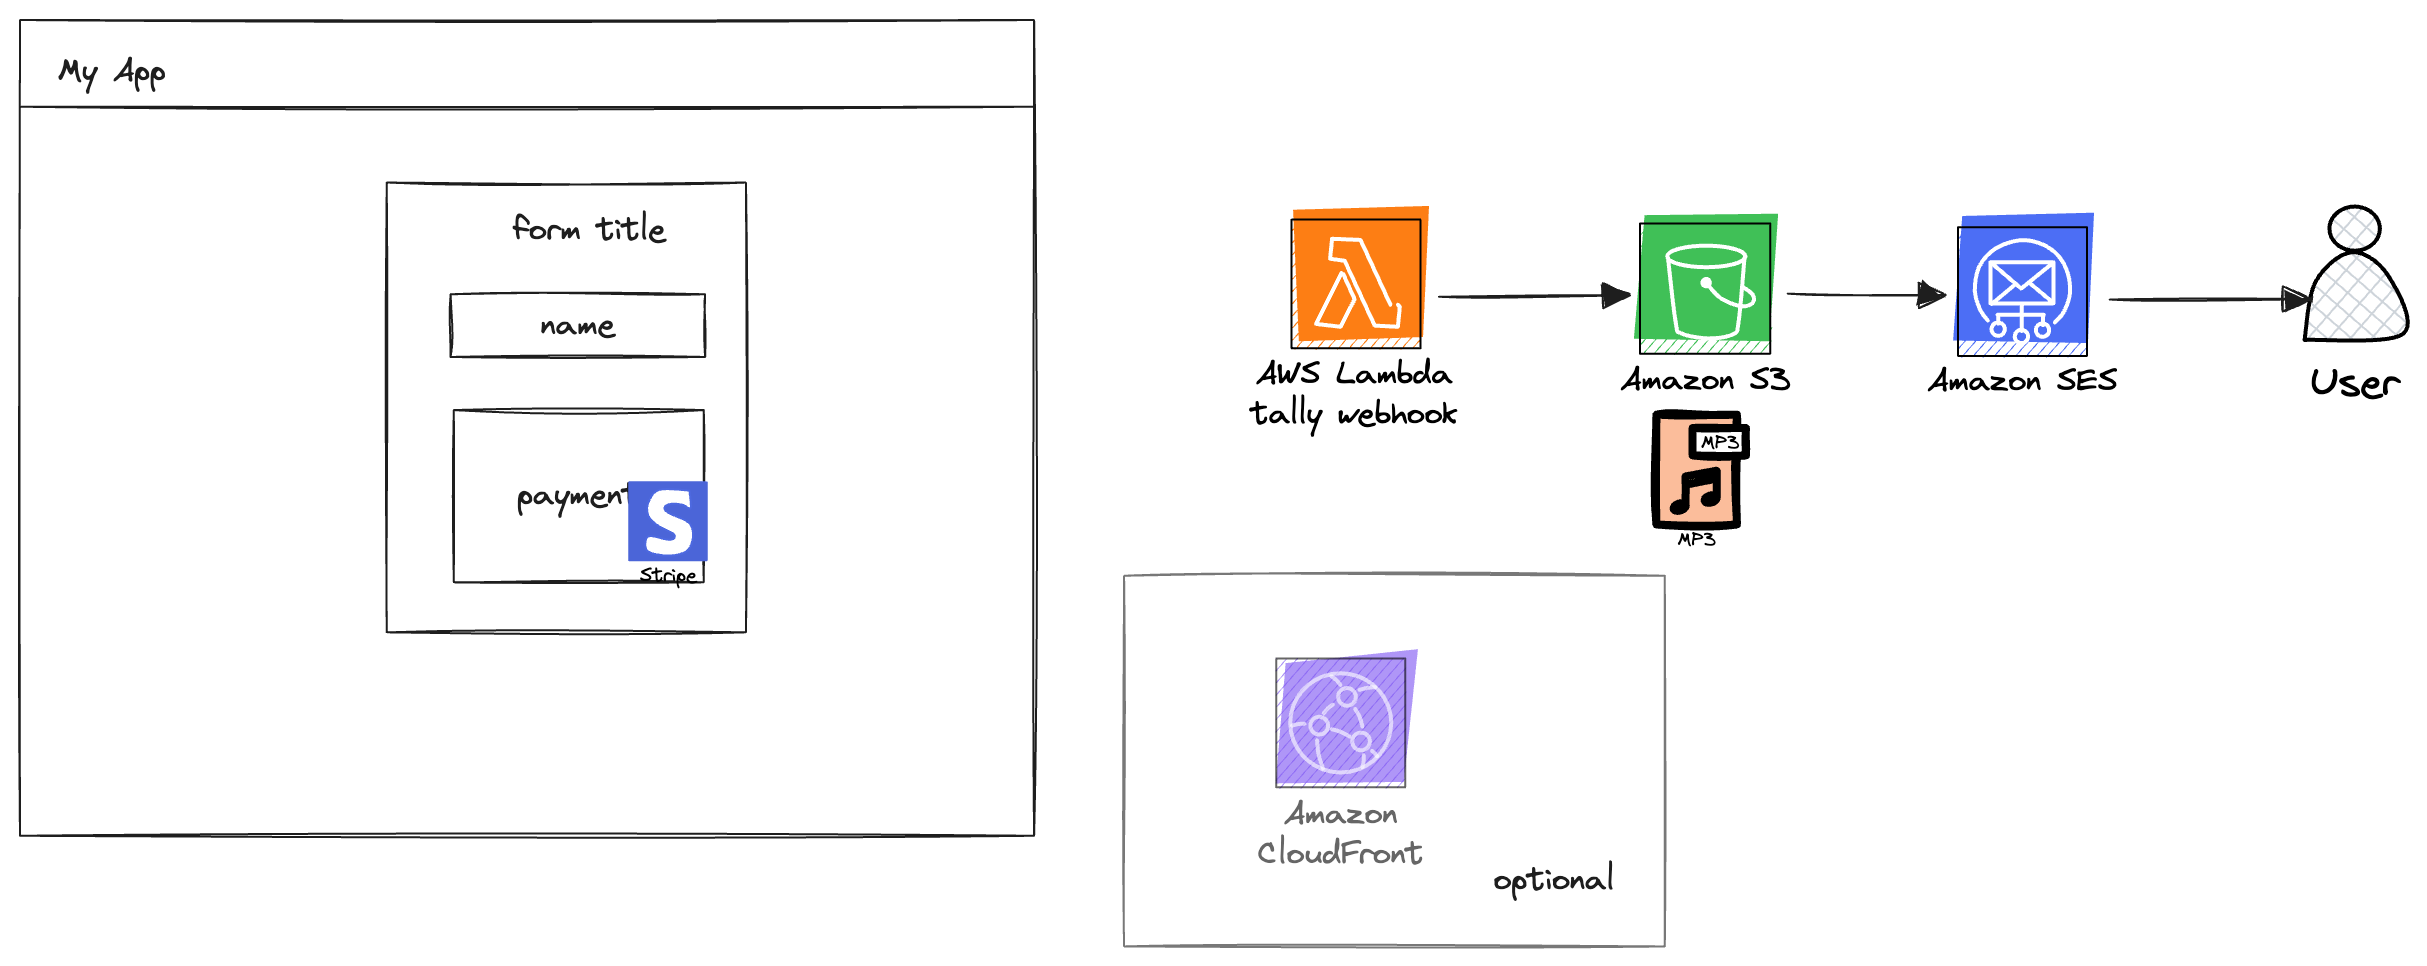 My App
form title
name
payment
Stripe
AWS Lambda
tally webhook
Amazon S3
MP3
MP3
Amazon SES
User
Amazon
CloudFront
optional